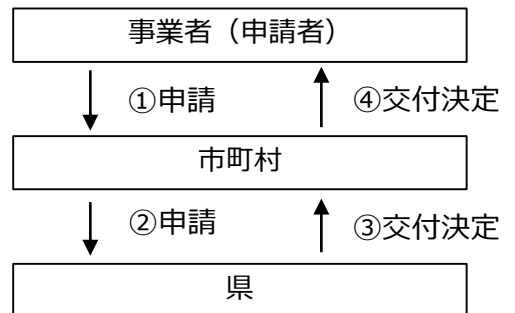 事業者（申請者）
①申請 ④交付決定
市町村
②申請 ③交付決定
県